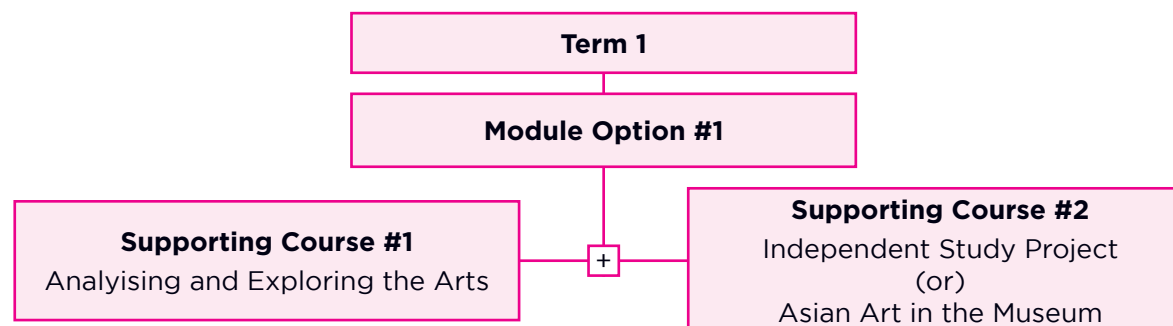 Term 1
Module Option #1
Supporting Course #1
Analyising and Exploring the Arts
+
Supporting Course #2
Independent Study Project
(or)
Asian Art in the Museum